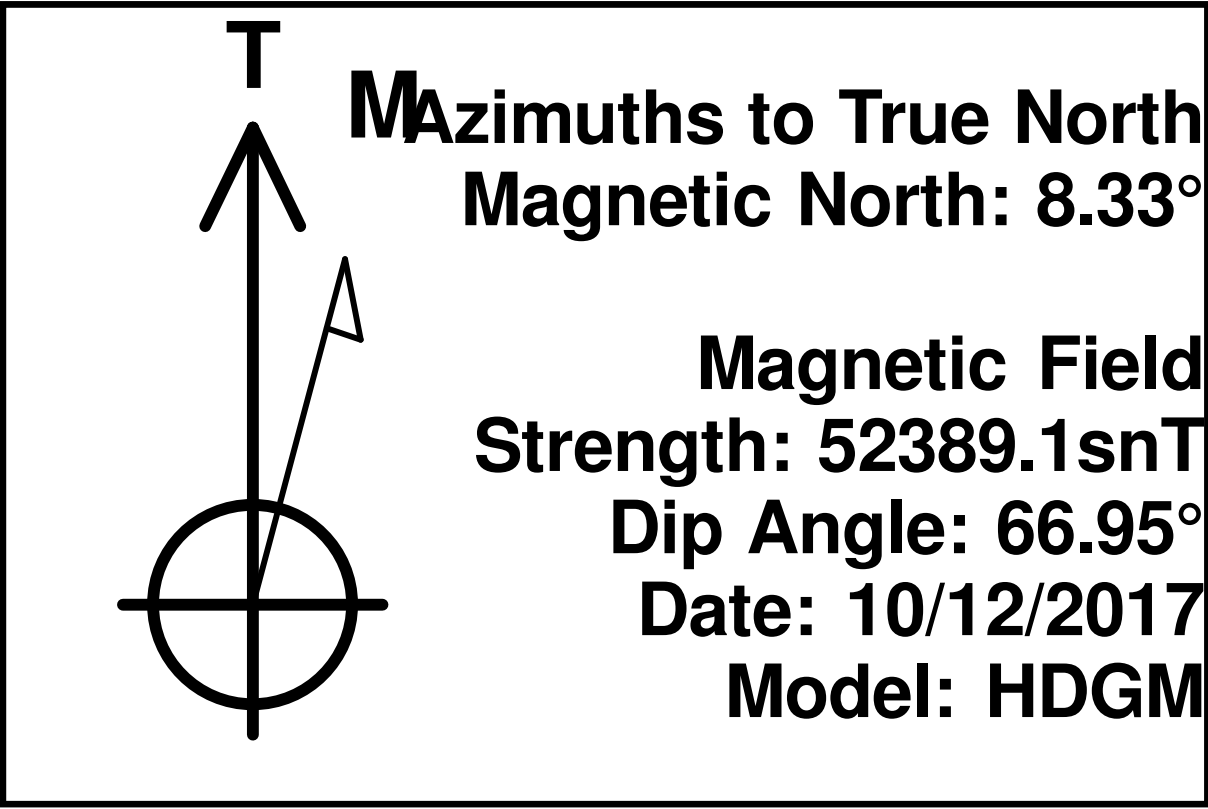 T
M
Azimuths to True North
Magnetic North: 8.33°
Magnetic Field
Strength: 52389.1snT
Dip Angle: 66.95°
Date: 10/12/2017
Model: HDGM